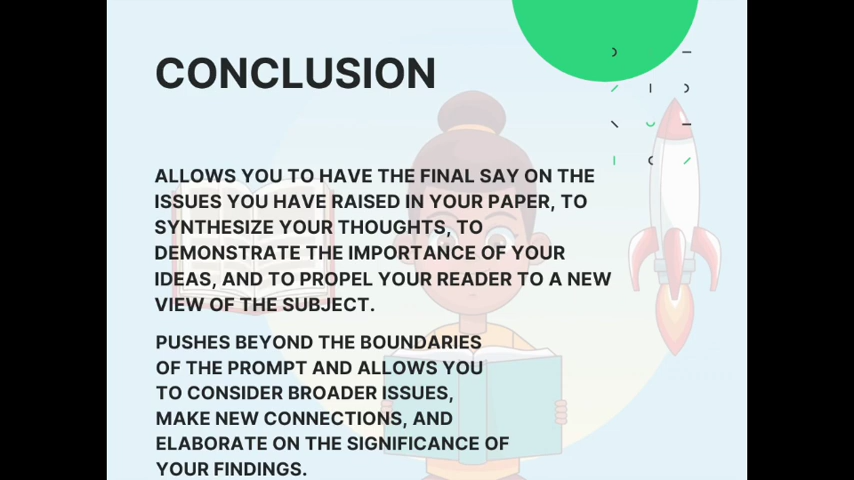 CONCLUSION
ALLOWS YOU TO HAVE THE FINAL SAY ON THE
ISSUES YOU HAVE RAISED IN YOUR PAPER, TO
SYNTHESIZE YOUR THOUGHTS, TO
DEMONSTRATE THE IMPORTANCE OF YOUR
IDEAS, AND TO PROPEL YOUR READER TO A NEW
VIEW OF THE SUBJECT.
PUSHES BEYOND THE BOUNDARIES
OF THE PROMPT AND ALLOWS YOU
TO CONSIDER BROADER ISSUES,
MAKE NEW CONNECTIONS, AND
ELABORATE ON THE SIGNIFICANCE OF
YOUR FINDINGS.